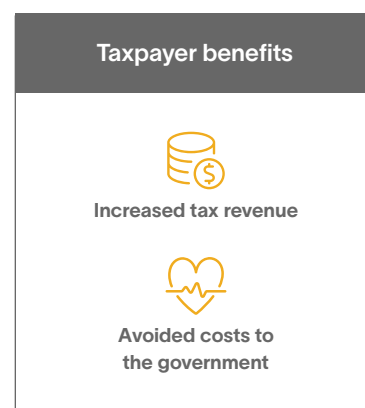 Taxpayer benefits
$
Increased tax revenue
Avoided costs to
the government